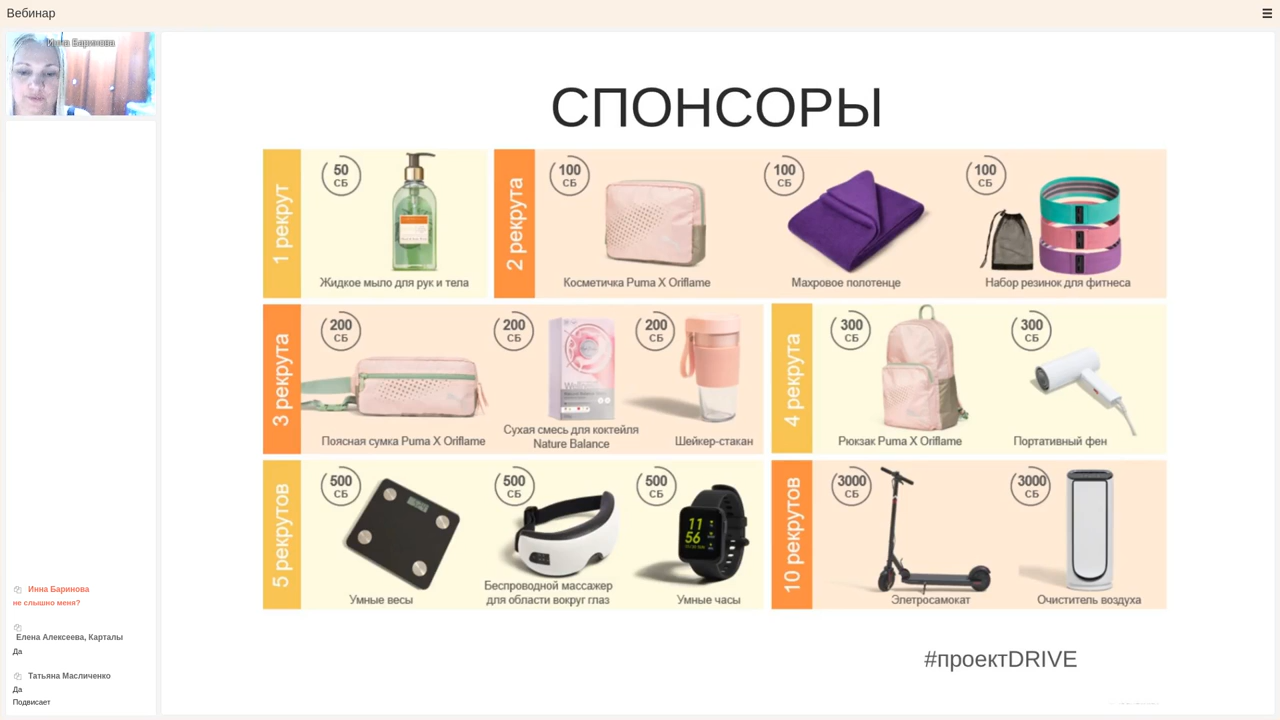 Вебинар
Инна Баринова
СПОНСОРЫ
1 рекрут
50
СБ
Жидкое мыло для рук и тела
2 рекрута
100
СБ
Косметичка Puma X Oriflame
100
СБ
Махровое полотенце
100
СБ
Набор резинок для фитнеса
3 рекрута
200
СБ
Поясная сумка Puma X Oriflame
200
СБ
Сухая смесь для коктейля
Nature Balance
200
СБ
Шейкер-стакан
4 рекрута
300
СБ
Рюкзак Puma X Oriflame
300
СБ
Портативный фен
5 рекрутов
500
СБ
Умные весы
500
СБ
Беспроводной массажер
для области вокруг глаз
500
СБ
11
56
Умные часы
10 рекрутов
3000
СБ
Элетросамокат
3000
СБ
Очиститель воздуха
#проектDRIVE
Инна Баринова
не слышно меня?
Елена Алексеева, Карталы
Да
Татьяна Масличенко
Да
Подвисает